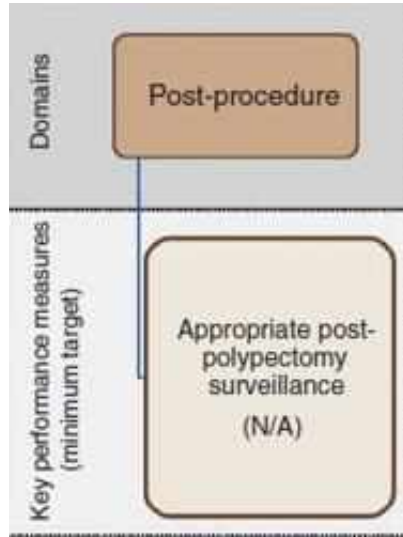 Domains
Post-procedure
Key performance measures
(minimum target)
Appropriate post-
polypectomy
surveillance
(N/A)